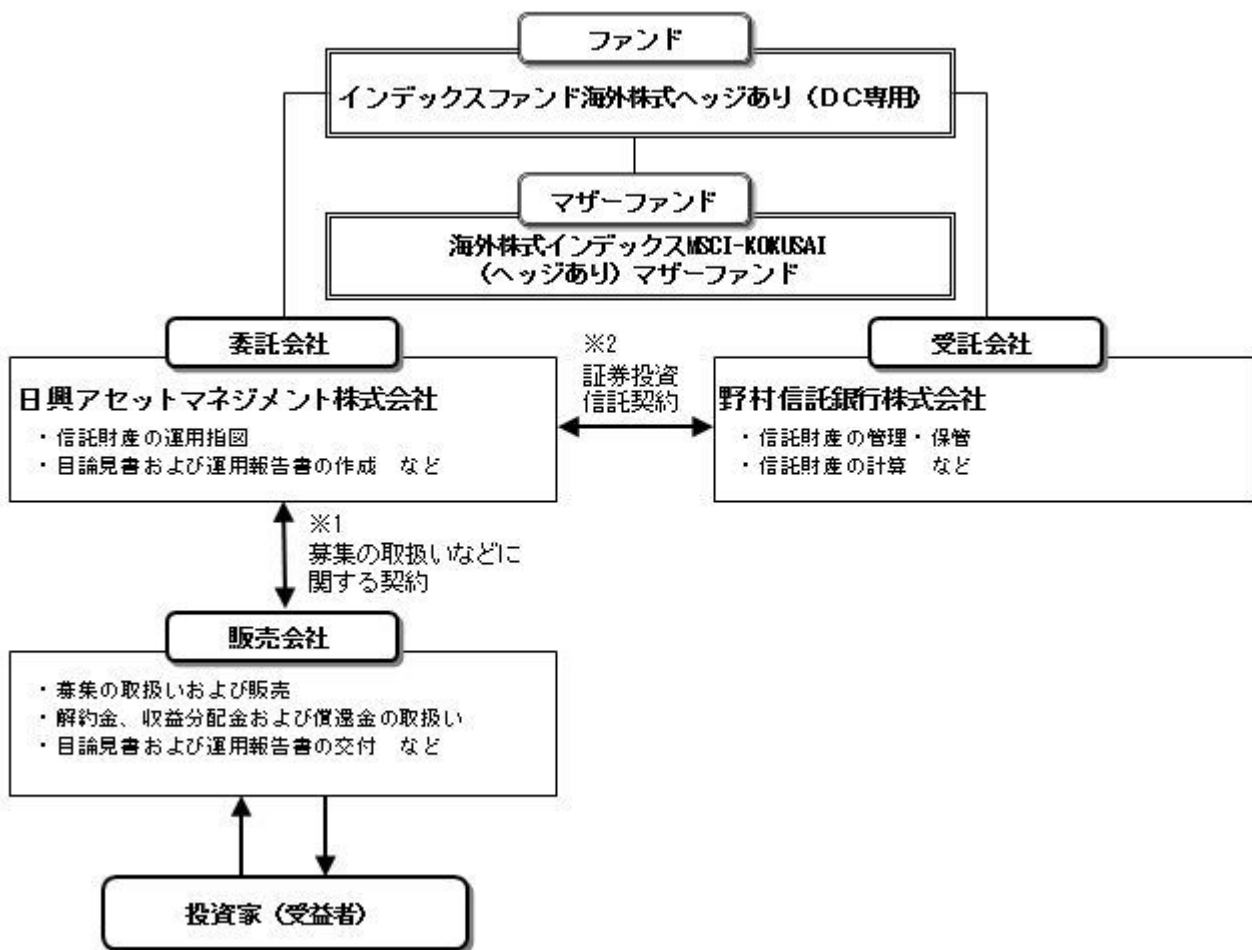 ファンド
インデックスファンド海外株式ヘッジあり（ＤＣ専用）
マザーファンド
海外株式インデックスMSCI-KOKUSAI
（ヘッジあり）マザーファンド
委託会社
日興アセットマネジメント株式会社
・信託財産の運用指図
・目論見書および運用報告書の作成　など
※2
証券投資
信託契約
受託会社
野村信託銀行株式会社
・信託財産の管理・保管
・信託財産の計算　など
※1
募集の取扱いなどに
関する契約
販売会社
・募集の取扱いおよび販売
・解約金、収益分配金および償還金の取扱い
・目論見書および運用報告書の交付　など
投資家（受益者）